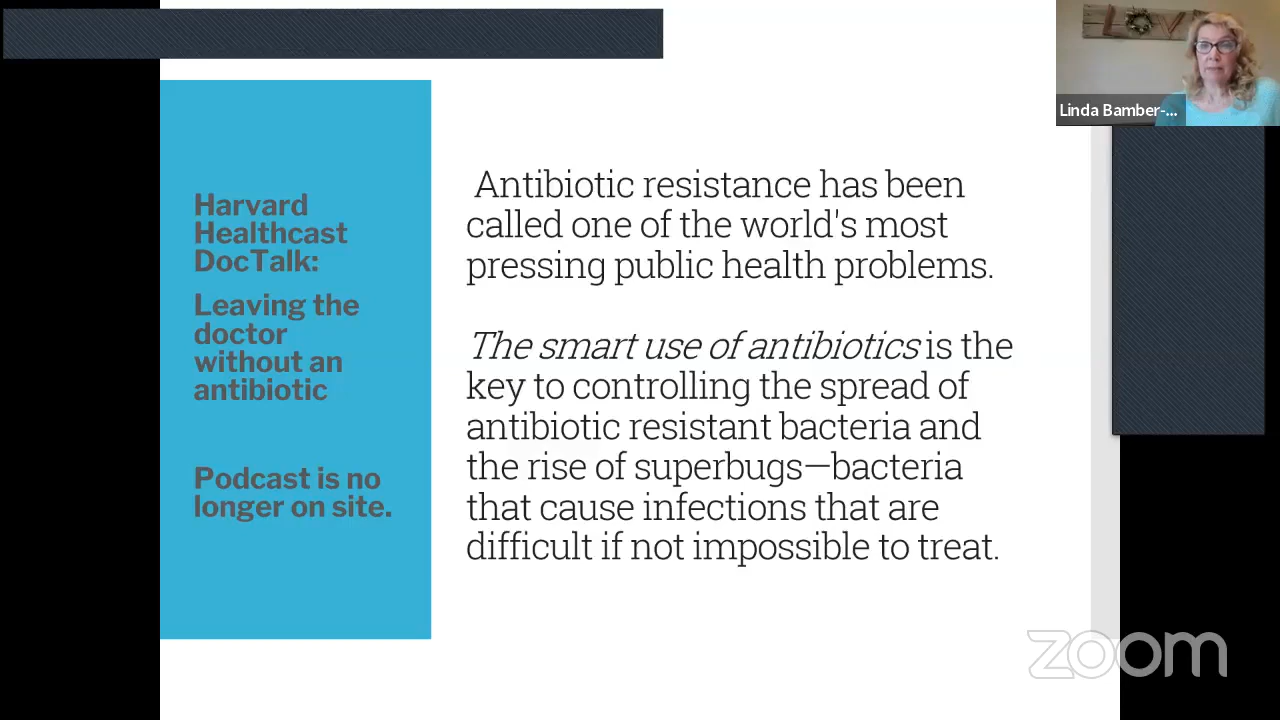 Harvard
Healthcast
DocTalk:
Leaving the
doctor
without an
antibiotic
Podcast is no
longer on site.
Antibiotic resistance has been
called one of the world's most
pressing public health problems.
The smart use of antibiotics is the
key to controlling the spread of
antibiotic resistant bacteria and
the rise of superbugs—bacteria
that cause infections that are
difficult if not impossible to treat.
LOVE
Linda Bamber-...
zoom